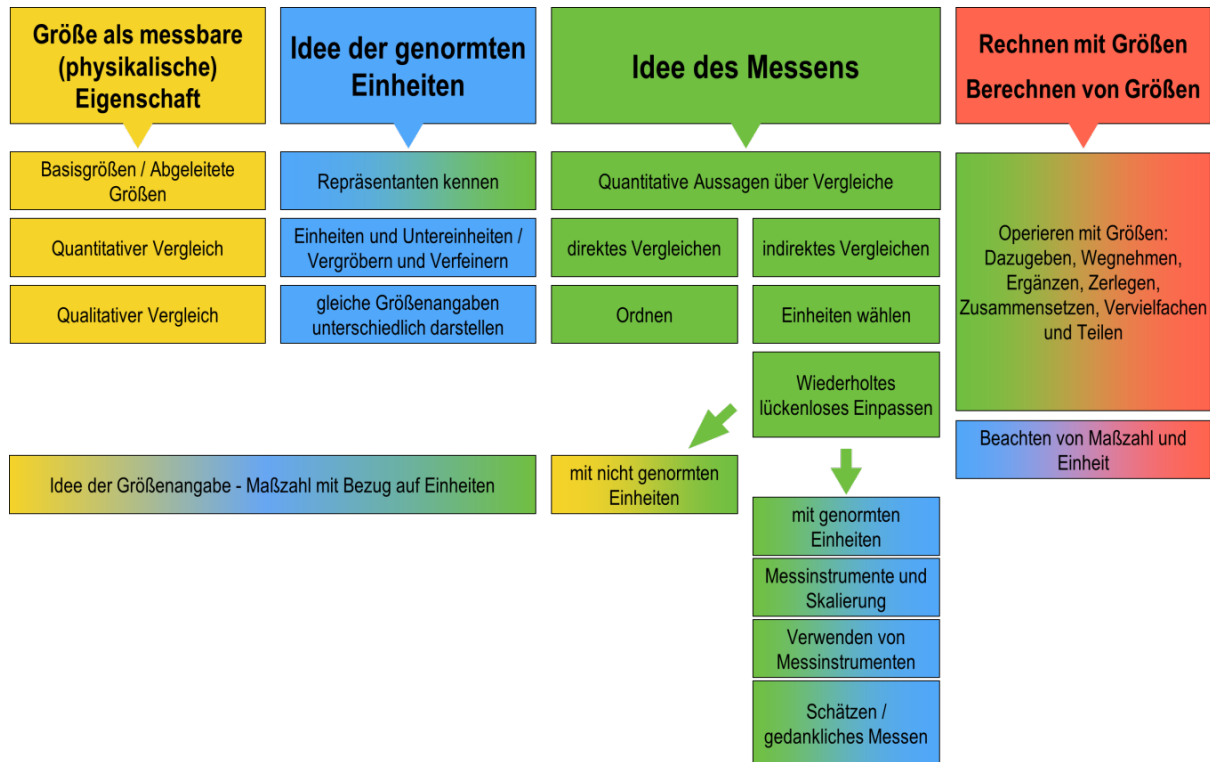 Größe als messbare
(physikalische)
Eigenschaft
Idee der genormten
Einheiten
Idee des Messens
Rechnen mit Größen
Berechnen von Größen
Basisgrößen / Abgeleitete
Größen
Quantitativer Vergleich
Qualitativer Vergleich
Repräsentanten kennen
Einheiten und Untereinheiten /
Vergröbern und Verfeinern
gleiche Größenangaben
unterschiedlich darstellen
Idee der Größenangabe - Maßzahl mit Bezug auf Einheiten
Quantitative Aussagen über Vergleiche
direktes Vergleichen
Ordnen
indirektes Vergleichen
Einheiten wählen
Wiederholtes
lückenloses Einpassen
mit nicht genormten
Einheiten
mit genormten
Einheiten
Messinstrumente und
Skalierung
Verwenden von
Messinstrumenten
Schätzen /
gedankliches Messen
Operieren mit Größen:
Dazugeben, Wegnehmen,
Ergänzen, Zerlegen,
Zusammensetzen, Vervielfachen
und Teilen
Beachten von Maßzahl und
Einheit